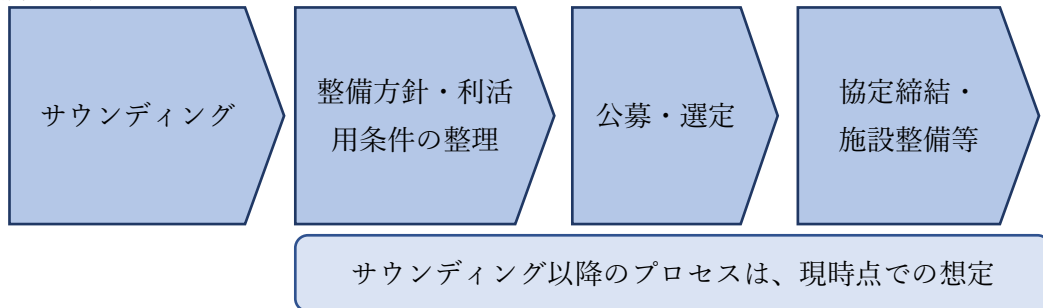 サウンディング
整備方針・利活
用条件の整理
公募・選定
協定締結・
施設整備等
サウンディング以降のプロセスは、現時点での想定